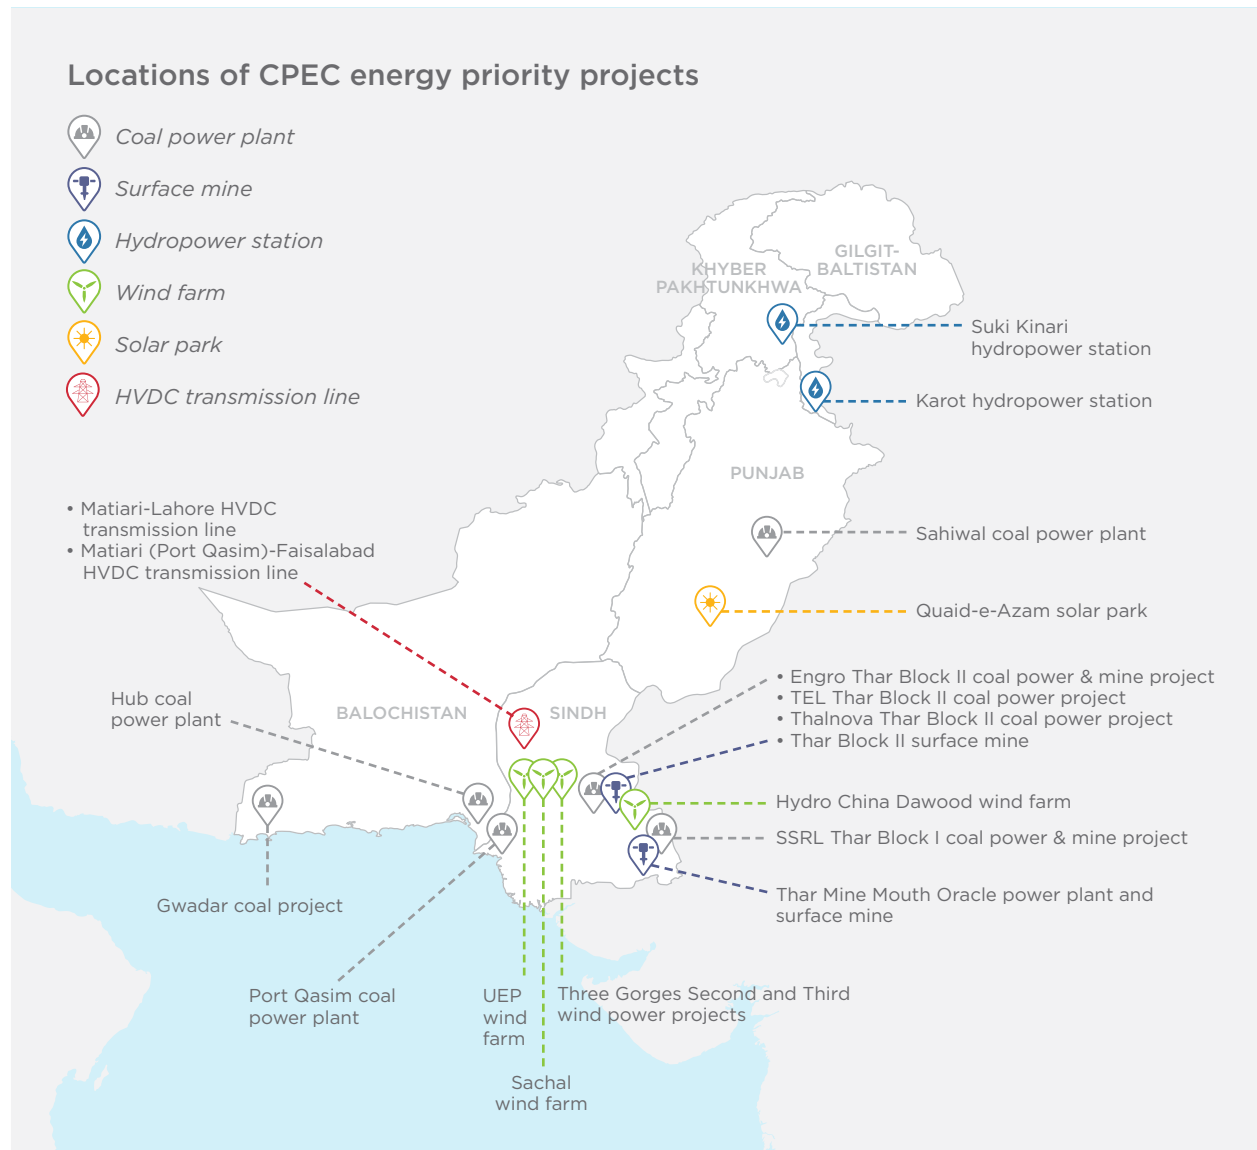 Locations of CPEC energy priority projects
Coal power plant
Surface mine
Hydropower station
Wind farm
Solar park
HVDC transmission line
GILGIT-
BALTISTAN
KHYBER
PAKHTUNKHWA
Suki Kinari
hydropower station
Karot hydropower station
PUNJAB
• Matiari-Lahore HVDC
transmission line
• Matiari (Port Qasim)-Faisalabad
HVDC transmission line
Sahiwal coal power plant
Quaid-e-Azam solar park
• Engro Thar Block II coal power & mine project
• TEL Thar Block II coal power project
• Thalnova Thar Block II coal power project
• Thar Block II surface mine
Hub coal
power plant
BALOCHISTAN
SINDH
Hydro China Dawood wind farm
SSRL Thar Block I coal power & mine project
Thar Mine Mouth Oracle power plant and
surface mine
Gwadar coal project
Port Qasim coal
power plant
UEP
wind
farm
Three Gorges Second and Third
wind power projects
Sachal
wind farm